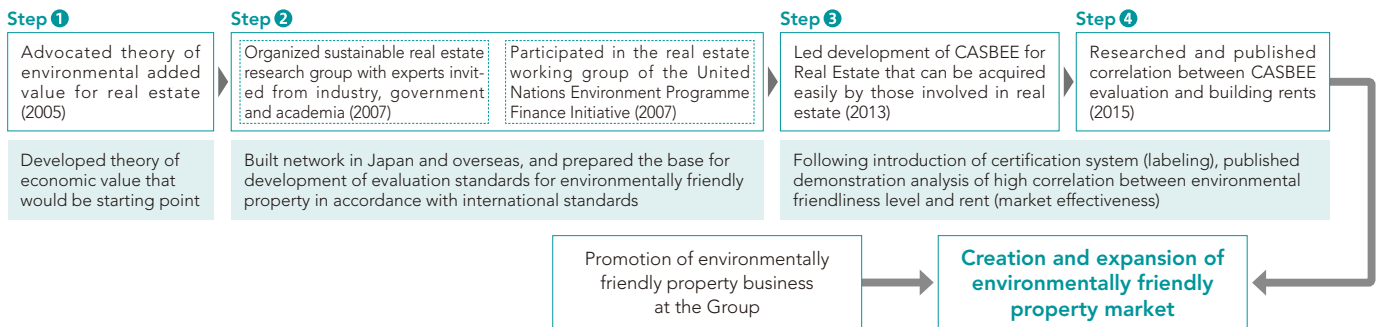 Step 1
Advocated theory of
environmental added
value for real estate
(2005)
Developed theory of
economic value that
would be starting point
Step 2
Organized sustainable real estate
research group with experts invit-
ed from industry, government
and academia (2007)
Participated in the real estate
working group of the United
Nations Environment Programme
Finance Initiative (2007)
Built network in Japan and overseas, and prepared the base for
development of evaluation standards for environmentally friendly
property in accordance with international standards
Step 3
Led development of CASBEE for
Real Estate that can be acquired
easily by those involved in real
estate (2013)
Step 4
Researched and published
correlation between CASBEE
evaluation and building rents
(2015)
Following introduction of certification system (labeling), published
demonstration analysis of high correlation between environmental
friendliness level and rent (market effectiveness)
Promotion of environmentally
friendly property business
at the Group
Creation and expansion of
environmentally friendly
property market